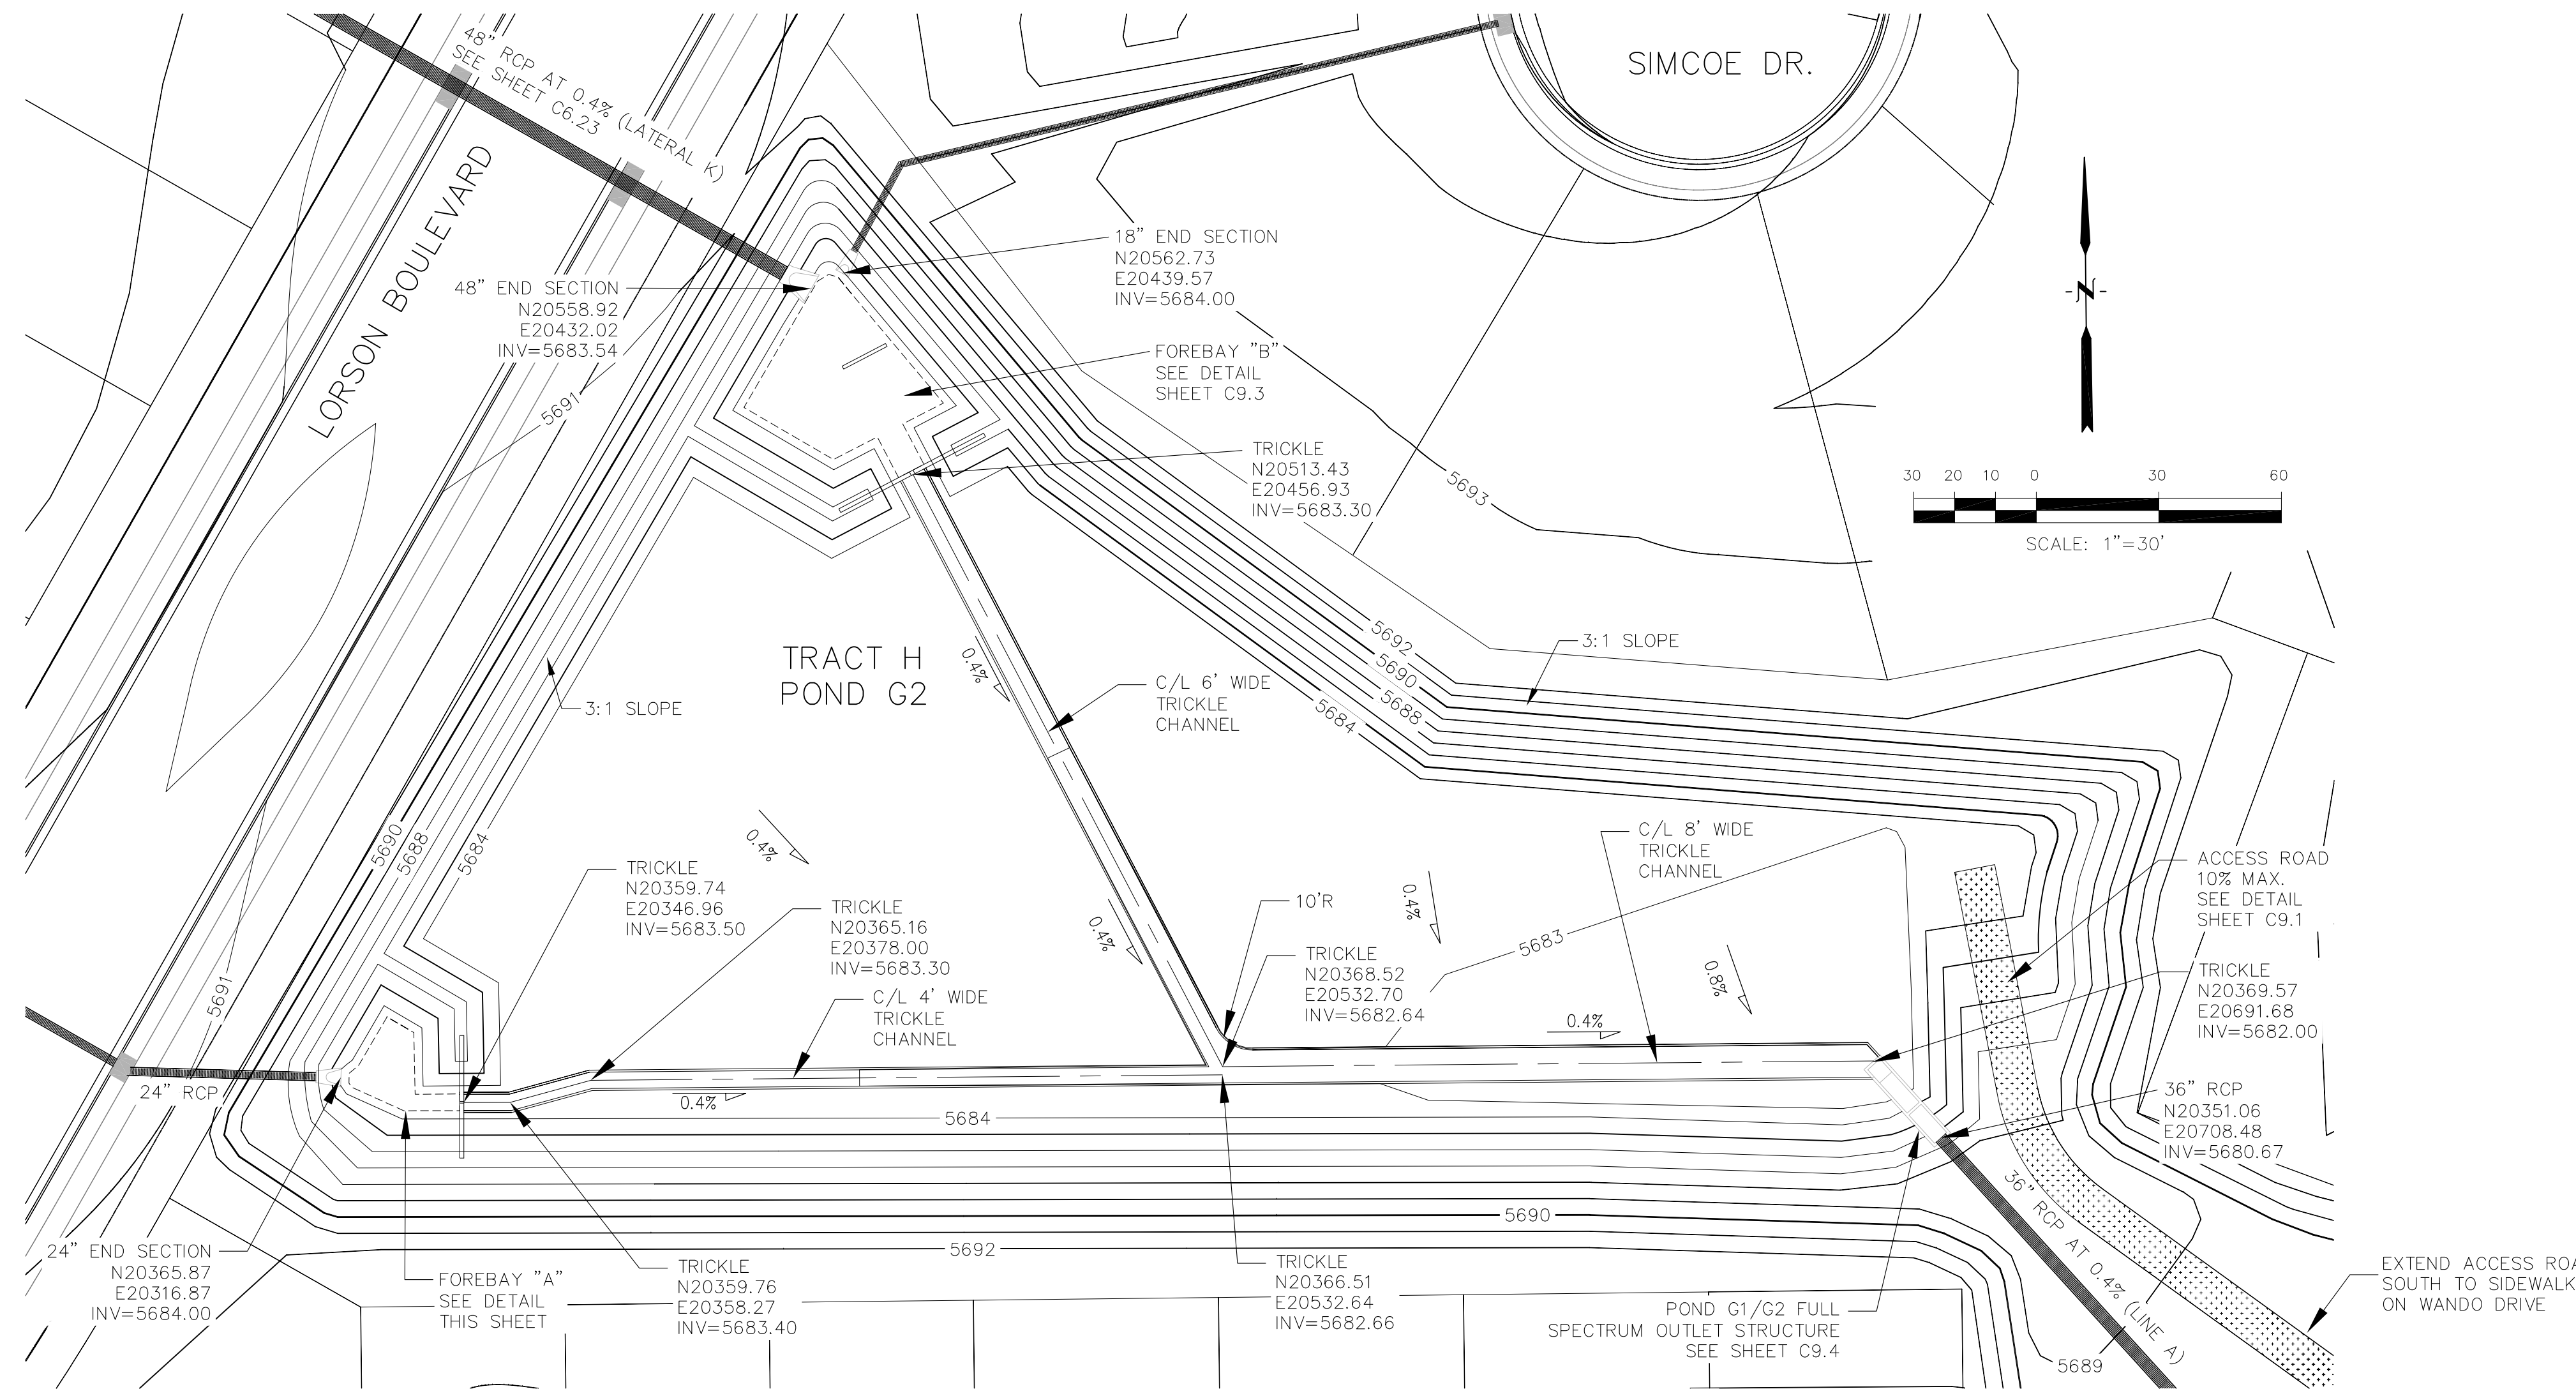 48" RCP AT 0.4% (LATERAL K)
SEE SHEET C6.23
SIMCOE DR.
LORSON BOULEVARD
18" END SECTION
N20562.73
E20439.57
INV=5684.00
48" END SECTION
N20558.92
E20432.02
INV=5683.54
-N-
FOREBAY "B"
SEE DETAIL
SHEET C9.3
5691
TRICKLE
N20513.43
E20456.93
INV=5683.30
5693
30 20 10 0 30 60
SCALE: 1"=30'
TRACT H
POND G2
3:1 SLOPE
0.4%
C/L 6' WIDE
TRICKLE
CHANNEL
5692
5690
5688
5684
3:1 SLOPE
5690
5688
5684
0.4%
TRICKLE
N20359.74
E20346.96
INV=5683.50
TRICKLE
N20365.16
E20378.00
INV=5683.30
C/L 4' WIDE
TRICKLE
CHANNEL
0.4%
10'R
TRICKLE
N20368.52
E20532.70
INV=5682.64
0.4%
C/L 8' WIDE
TRICKLE
CHANNEL
5683
0.8%
0.4%
ACCESS ROAD
10% MAX.
SEE DETAIL
SHEET C9.1
TRICKLE
N20369.57
E20691.68
INV=5682.00
36" RCP
N20351.06
E20708.48
INV=5680.67
5691
24" RCP
0.4%
5684
5690
5692
24" END SECTION
N20365.87
E20316.87
INV=5684.00
FOREBAY "A"
SEE DETAIL
THIS SHEET
TRICKLE
N20359.76
E20358.27
INV=5683.40
TRICKLE
N20366.51
E20532.64
INV=5682.66
POND G1/G2 FULL
SPECTRUM OUTLET STRUCTURE
SEE SHEET C9.4
36" RCP AT 0.4% (LINE A)
5689
EXTEND ACCESS ROA
SOUTH TO SIDEWALK
ON WANDO DRIVE